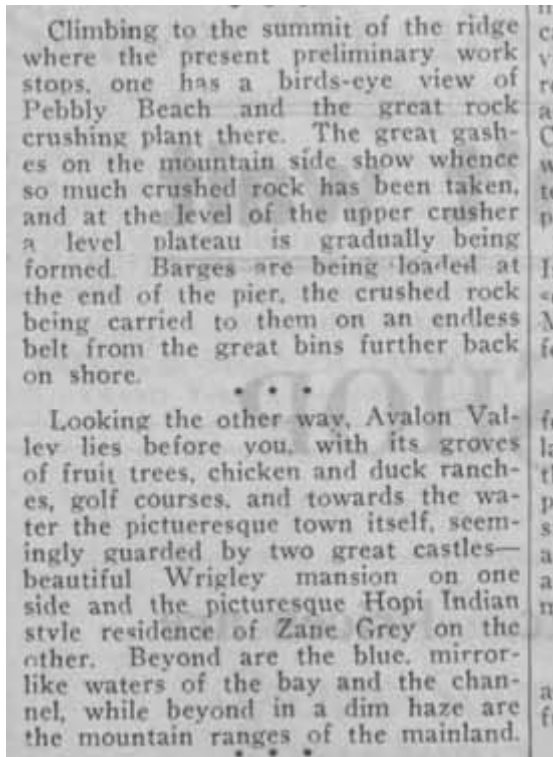 * * *
Climbing to the summit of the ridge
where the present preliminary work
stops, one has a birds-eye view of
Pebbly Beach and the great rock
crushing plant there. The great gash-
es on the mountain side show whence
so much crushed rock has been taken,
and at the level of the upper crusher
a level plateau is gradually being
formed. Barges are being loaded at
the end of the pier, the crushed rock
being carried to them on an endless
belt from the great bins further back
on shore.
* * *
Looking the other way, Avalon Val-
ley lies before you, with its groves
of fruit trees, chicken and duck ranch-
es, golf courses, and towards the wa-
ter the pictueresque town itself, seem-
ingly guarded by two great castles—
beautiful Wrigley mansion on one
side and the picturesque Hopi Indian
style residence of Zane Grey on the
other. Beyond are the blue, mirror-
like waters of the bay and the chan-
nel, while beyond in a dim haze are
the mountain ranges of the mainland.
* * *